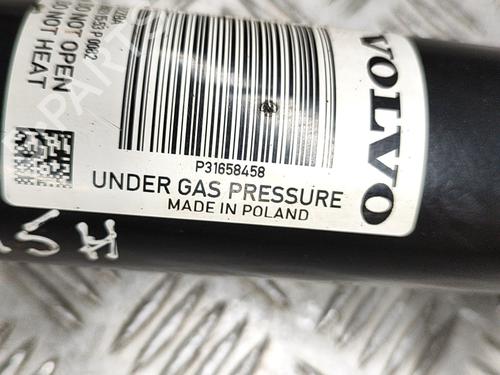 VOLVO
DO NOT OPEN
DO NOT HEAT
P31658458
UNDER GAS PRESSURE
MADE IN POLAND